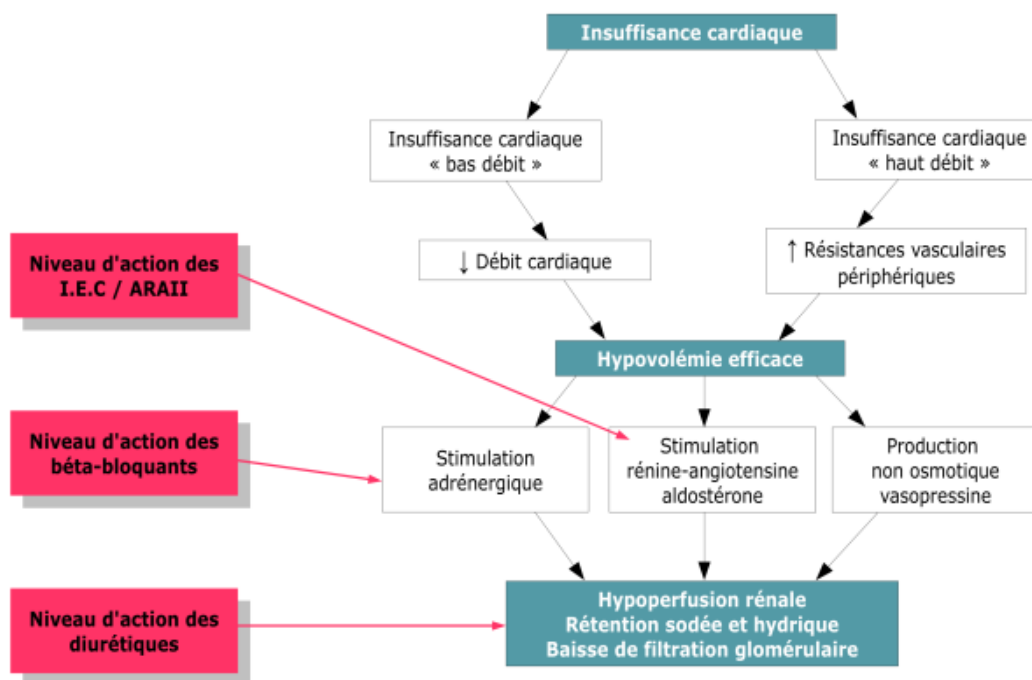 Insuffisance cardiaque
Insuffisance cardiaque
« bas débit »
Insuffisance cardiaque
« haut débit »
Niveau d'action des
I.E.C / ARAII
↓ Débit cardiaque
↑ Résistances vasculaires
périphériques
Hypovolémie efficace
Niveau d'action des
béta-bloquants
Stimulation
adrénergique
Stimulation
rénine-angiotensine
aldostérone
Production
non osmotique
vasopressine
Niveau d'action des
diurétiques
Hypoperfusion rénale
Rétention sodée et hydrique
Baisse de filtration glomérulaire